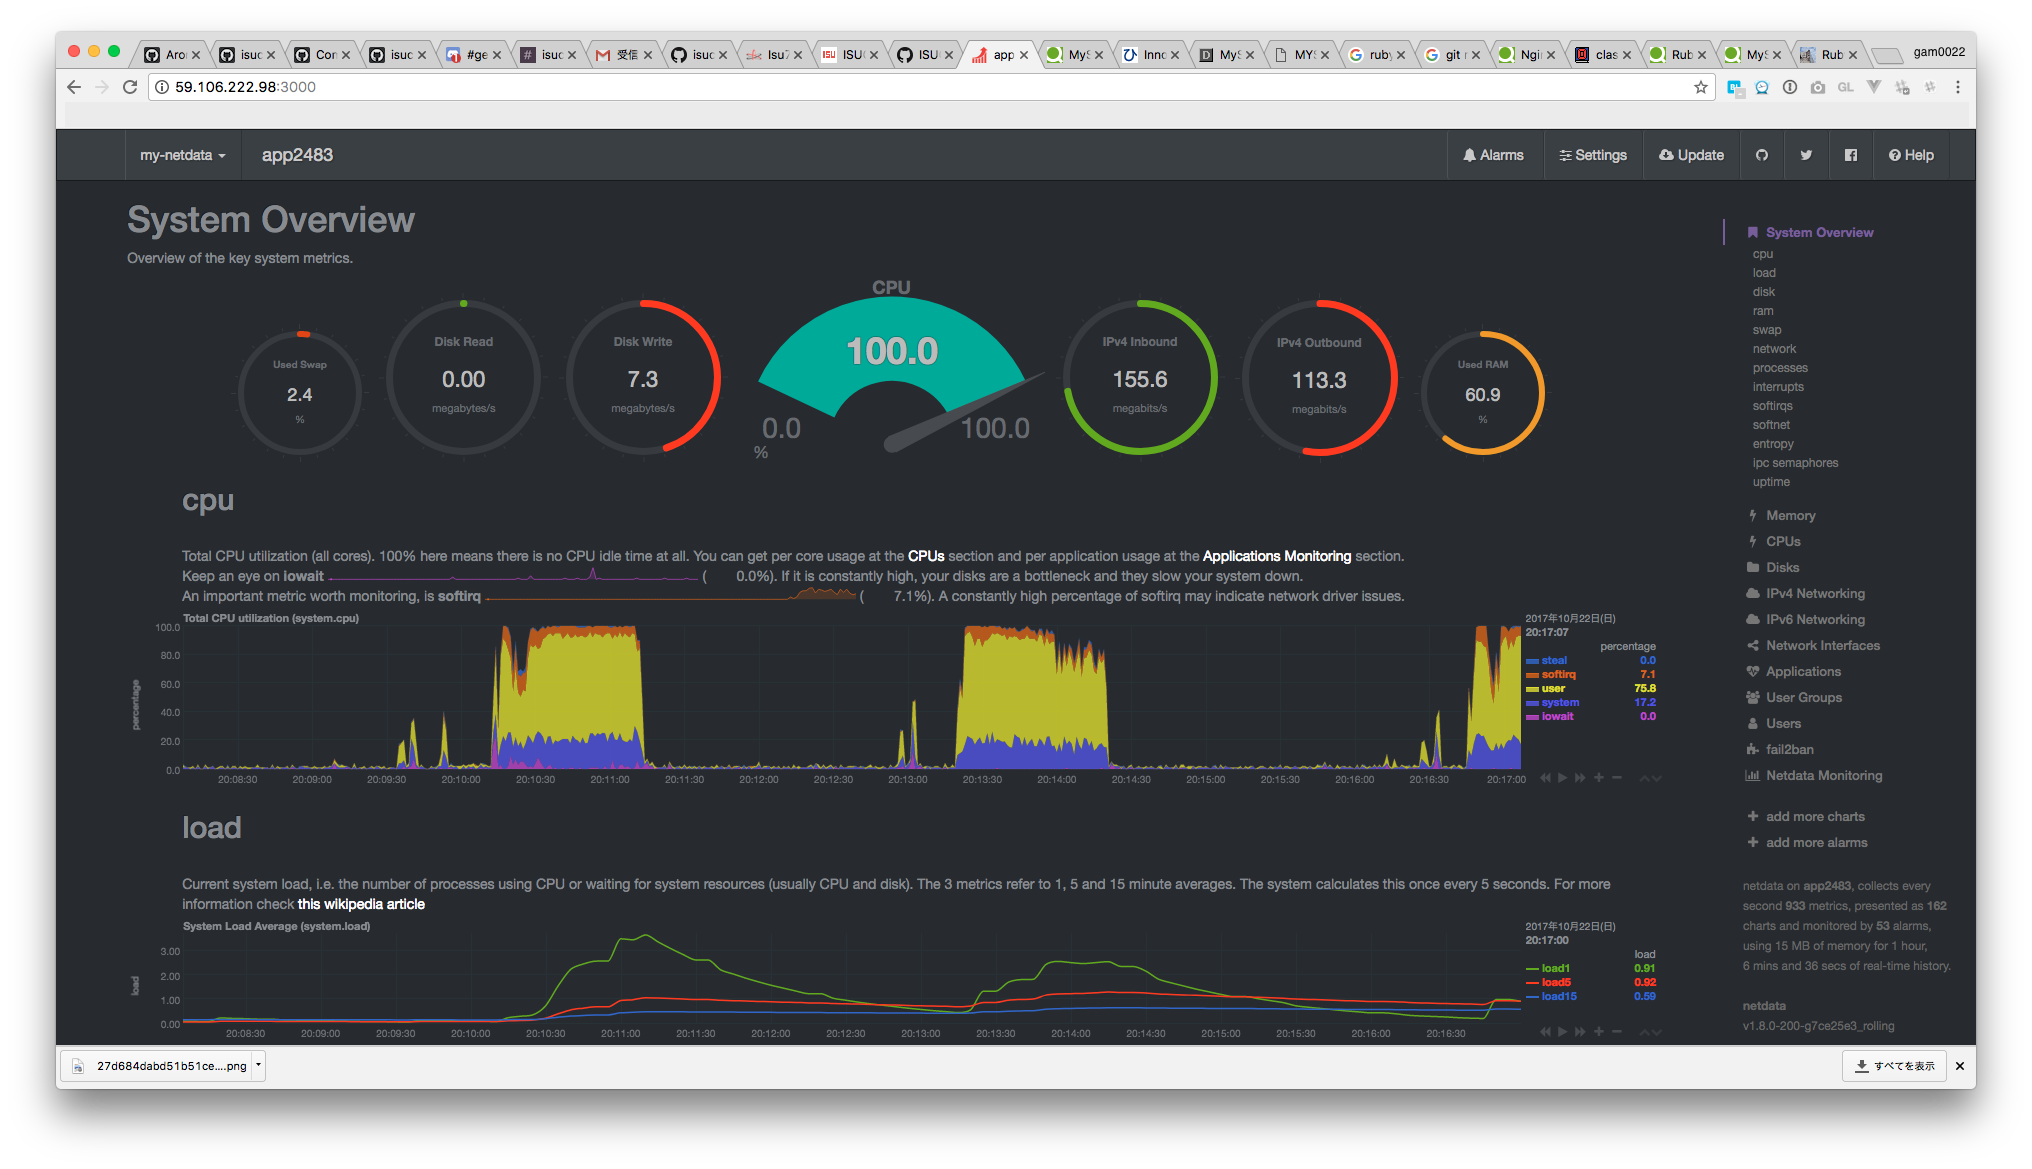 Aro
isuc
Con
isuc
#ge
isuc
受信
isuc
Isu7
ISU
ISU
app
MyS
Inno
MyS
MYS
ruby
git r
Ngi
clas
Rub
MyS
Rub
gam0022
59.106.222.98:3000
GL
my-netdata
app2483
Alarms
Settings
Update
Help
System Overview
Overview of the key system metrics.
Used Swap
2.4
%
Disk Read
0.00
megabytes/s
Disk Write
7.3
megabytes/s
CPU
100.0
0.0
100.0
%
IPv4 Inbound
155.6
megabits/s
IPv4 Outbound
113.3
megabits/s
Used RAM
60.9
%
cpu
Total CPU utilization (all cores). 100% here means there is no CPU idle time at all. You can get per core usage at the CPUs section and per application usage at the Applications Monitoring section.
Keep an eye on iowait ( 0.0%). If it is constantly high, your disks are a bottleneck and they slow your system down.
An important metric worth monitoring, is softirq ( 7.1%). A constantly high percentage of softirq may indicate network driver issues.
Total CPU utilization (system.cpu)
percentage
100.0
80.0
60.0
40.0
20.0
0.0
20:08:30 20:09:00 20:09:30 20:10:00 20:10:30 20:11:00 20:11:30 20:12:00 20:12:30 20:13:00 20:13:30 20:14:00 20:14:30 20:15:00 20:15:30 20:16:00 20:16:30 20:17:00
2017年10月22日(日)
20:17:07
percentage
steal 0.0
softirq 7.1
user 75.8
system 17.2
iowait 0.0
load
Current system load, i.e. the number of processes using CPU or waiting for system resources (usually CPU and disk). The 3 metrics refer to 1, 5 and 15 minute averages. The system calculates this once every 5 seconds. For more
information check this wikipedia article
System Load Average (system.load)
load
3.00
2.00
1.00
0.00
20:08:30 20:09:00 20:09:30 20:10:00 20:10:30 20:11:00 20:11:30 20:12:00 20:12:30 20:13:00 20:13:30 20:14:00 20:14:30 20:15:00 20:15:30 20:16:00 20:16:30
2017年10月22日(日)
20:17:00
load
load1 0.91
load5 0.92
load15 0.59
System Overview
cpu
load
disk
ram
swap
network
processes
interrupts
softirqs
softnet
entropy
ipc semaphores
uptime
Memory
CPUs
Disks
IPv4 Networking
IPv6 Networking
Network Interfaces
Applications
User Groups
Users
fail2ban
Netdata Monitoring
add more charts
add more alarms
netdata on app2483, collects every
second 933 metrics, presented as 162
charts and monitored by 53 alarms,
using 15 MB of memory for 1 hour,
6 mins and 36 secs of real-time history.
netdata
v1.8.0-200-g7ce25e3_rolling
27d684dabd51b51ce....png
すべてを表示